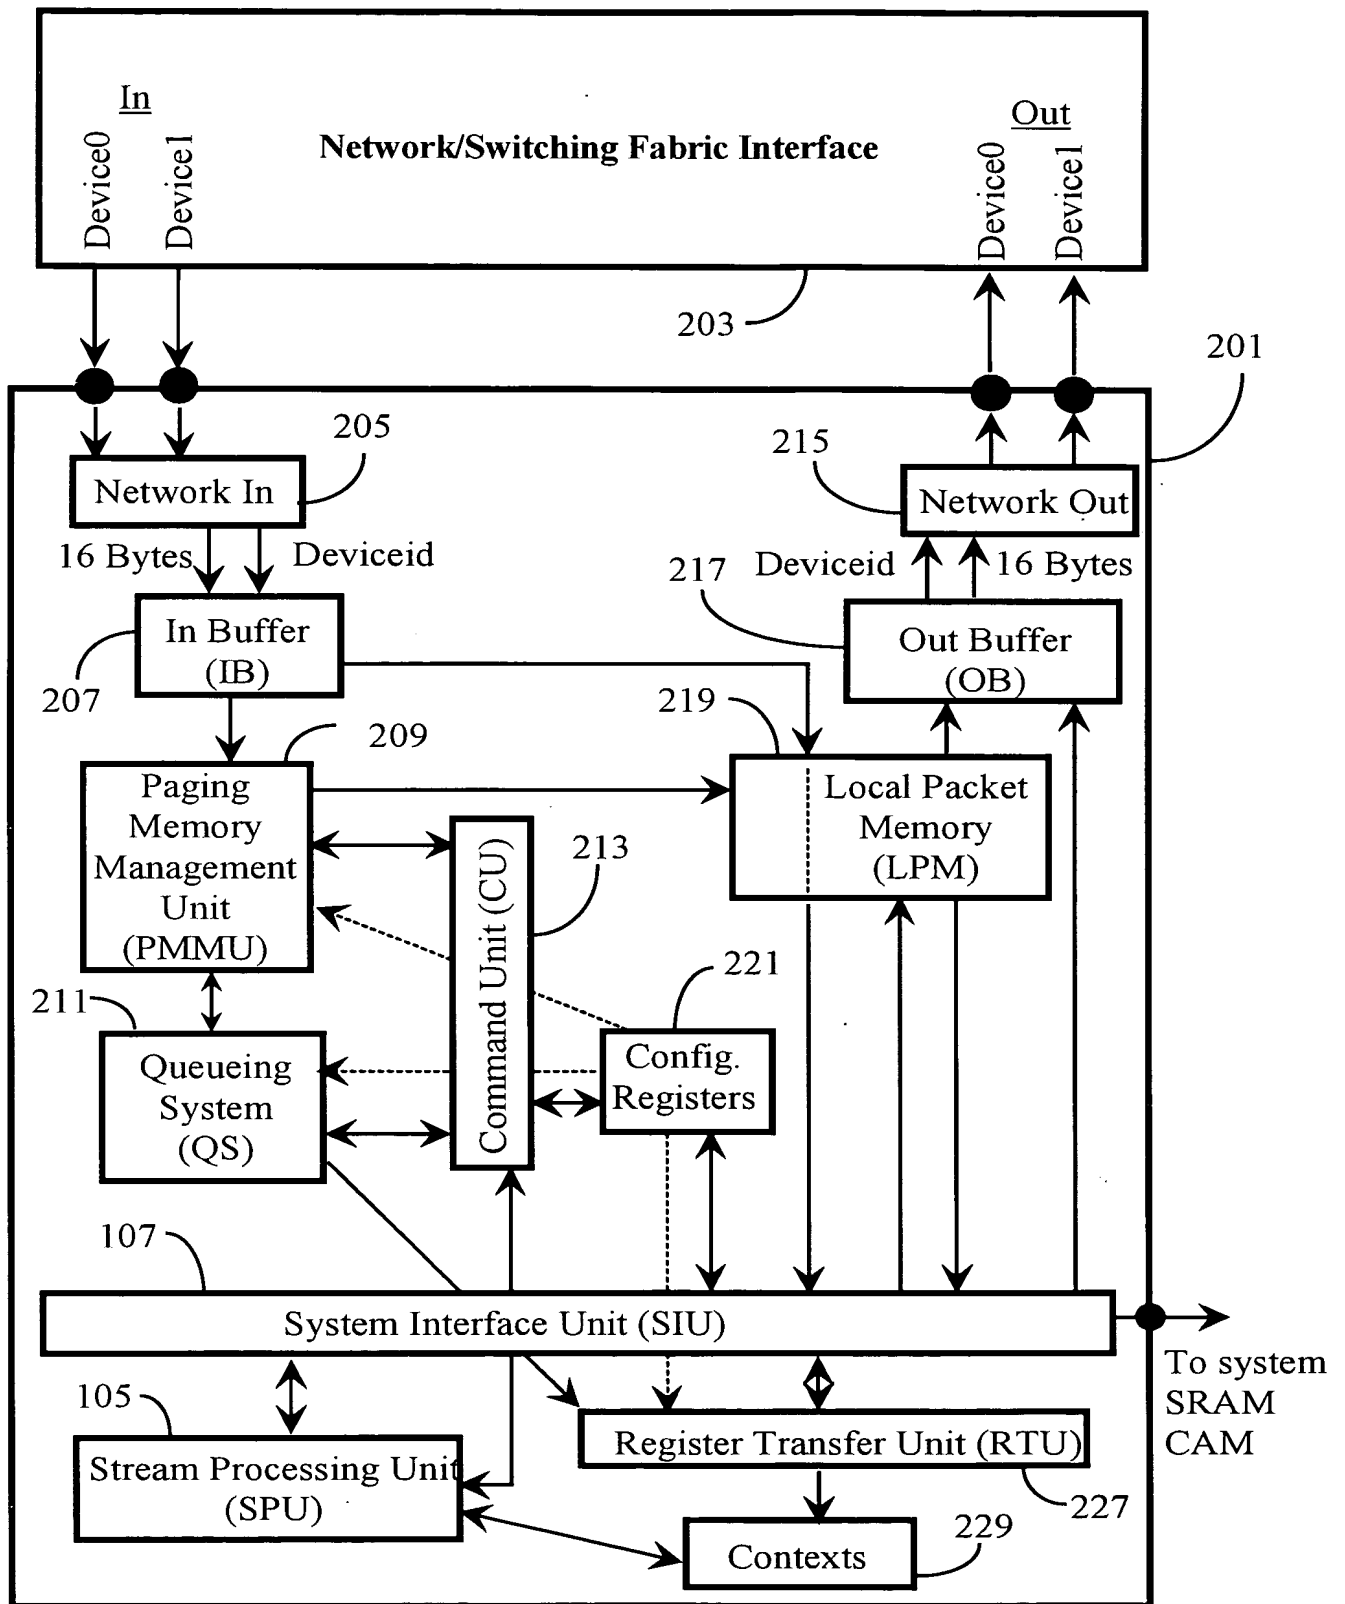 In
Out
Network/Switching Fabric Interface
Device0
Device1
Device0
Device1
203
201
205
215
Network In
Network Out
16 Bytes
Deviceid
217
Deviceid
16 Bytes
In Buffer
(IB)
Out Buffer
(OB)
207
219
209
Paging
Memory
Management
Unit
(PMMU)
Local Packet
Memory
(LPM)
213
Command Unit (CU)
221
211
Queueing
System
(QS)
Config.
Registers
107
System Interface Unit (SIU)
To system
SRAM
CAM
105
Stream Processing Unit
(SPU)
Register Transfer Unit (RTU)
227
229
Contexts